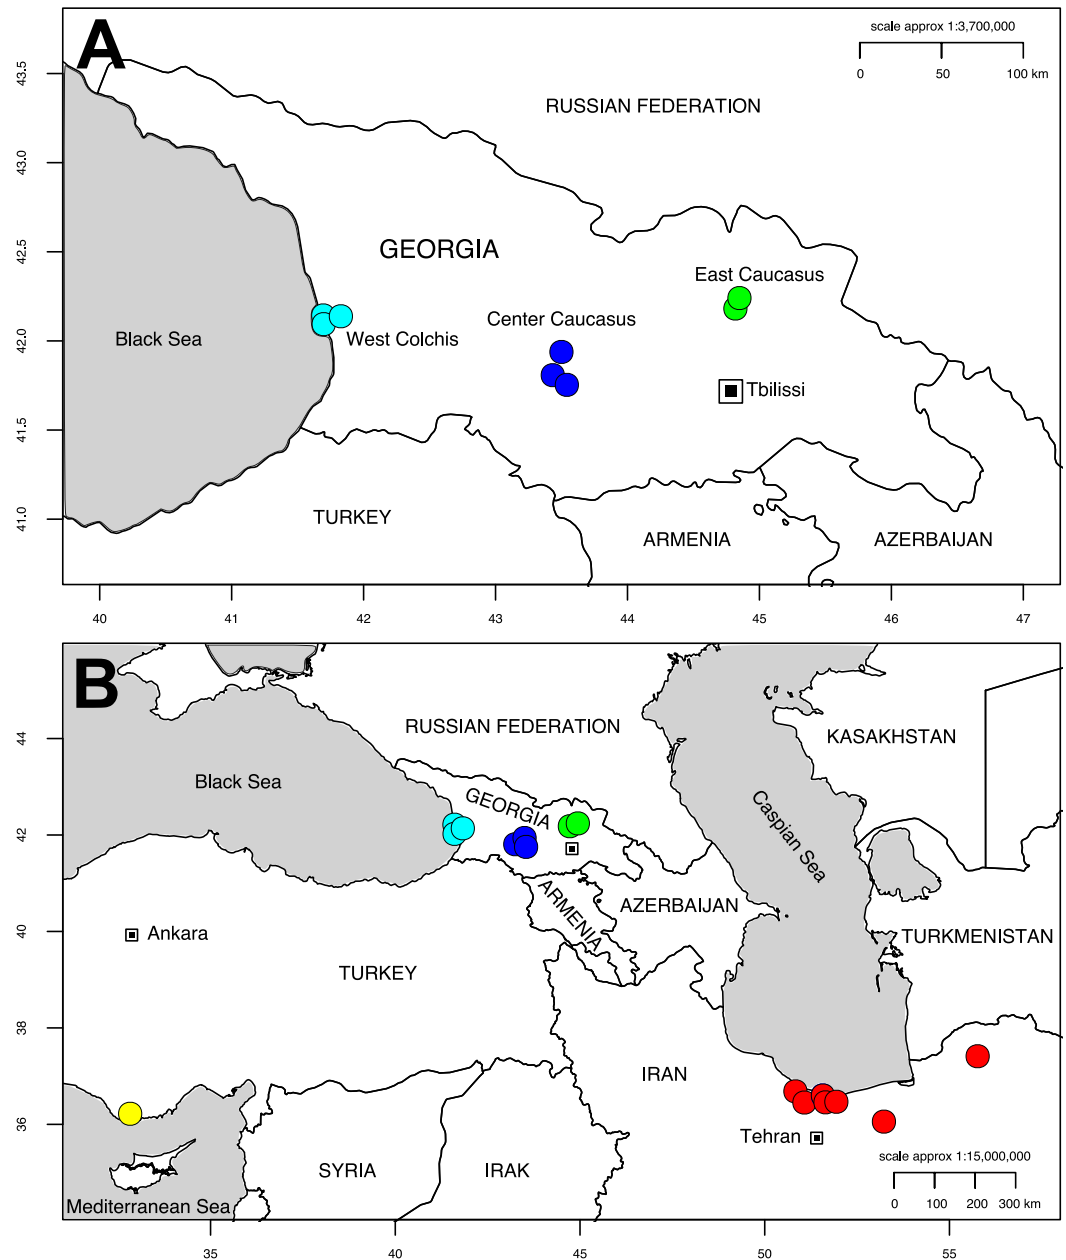 A
scale approx 1:3,700,000
0 50 100 km
43.5
43.0
42.5
42.0
41.5
41.0
RUSSIAN FEDERATION
GEORGIA
East Caucasus
Center Caucasus
Black Sea
West Colchis
Tbilissi
TURKEY
ARMENIA
AZERBAIJAN
40 41 42 43 44 45 46 47
B
44
42
40
38
36
RUSSIAN FEDERATION
KASAKHSTAN
Black Sea
GEORGIA
Caspian Sea
ARMENIA
AZERBAIJAN
Ankara
TURKMENISTAN
TURKEY
IRAN
Tehran
scale approx 1:15,000,000
0 100 200 300 km
SYRIA
IRAK
Mediterranean Sea
35 40 45 50 55